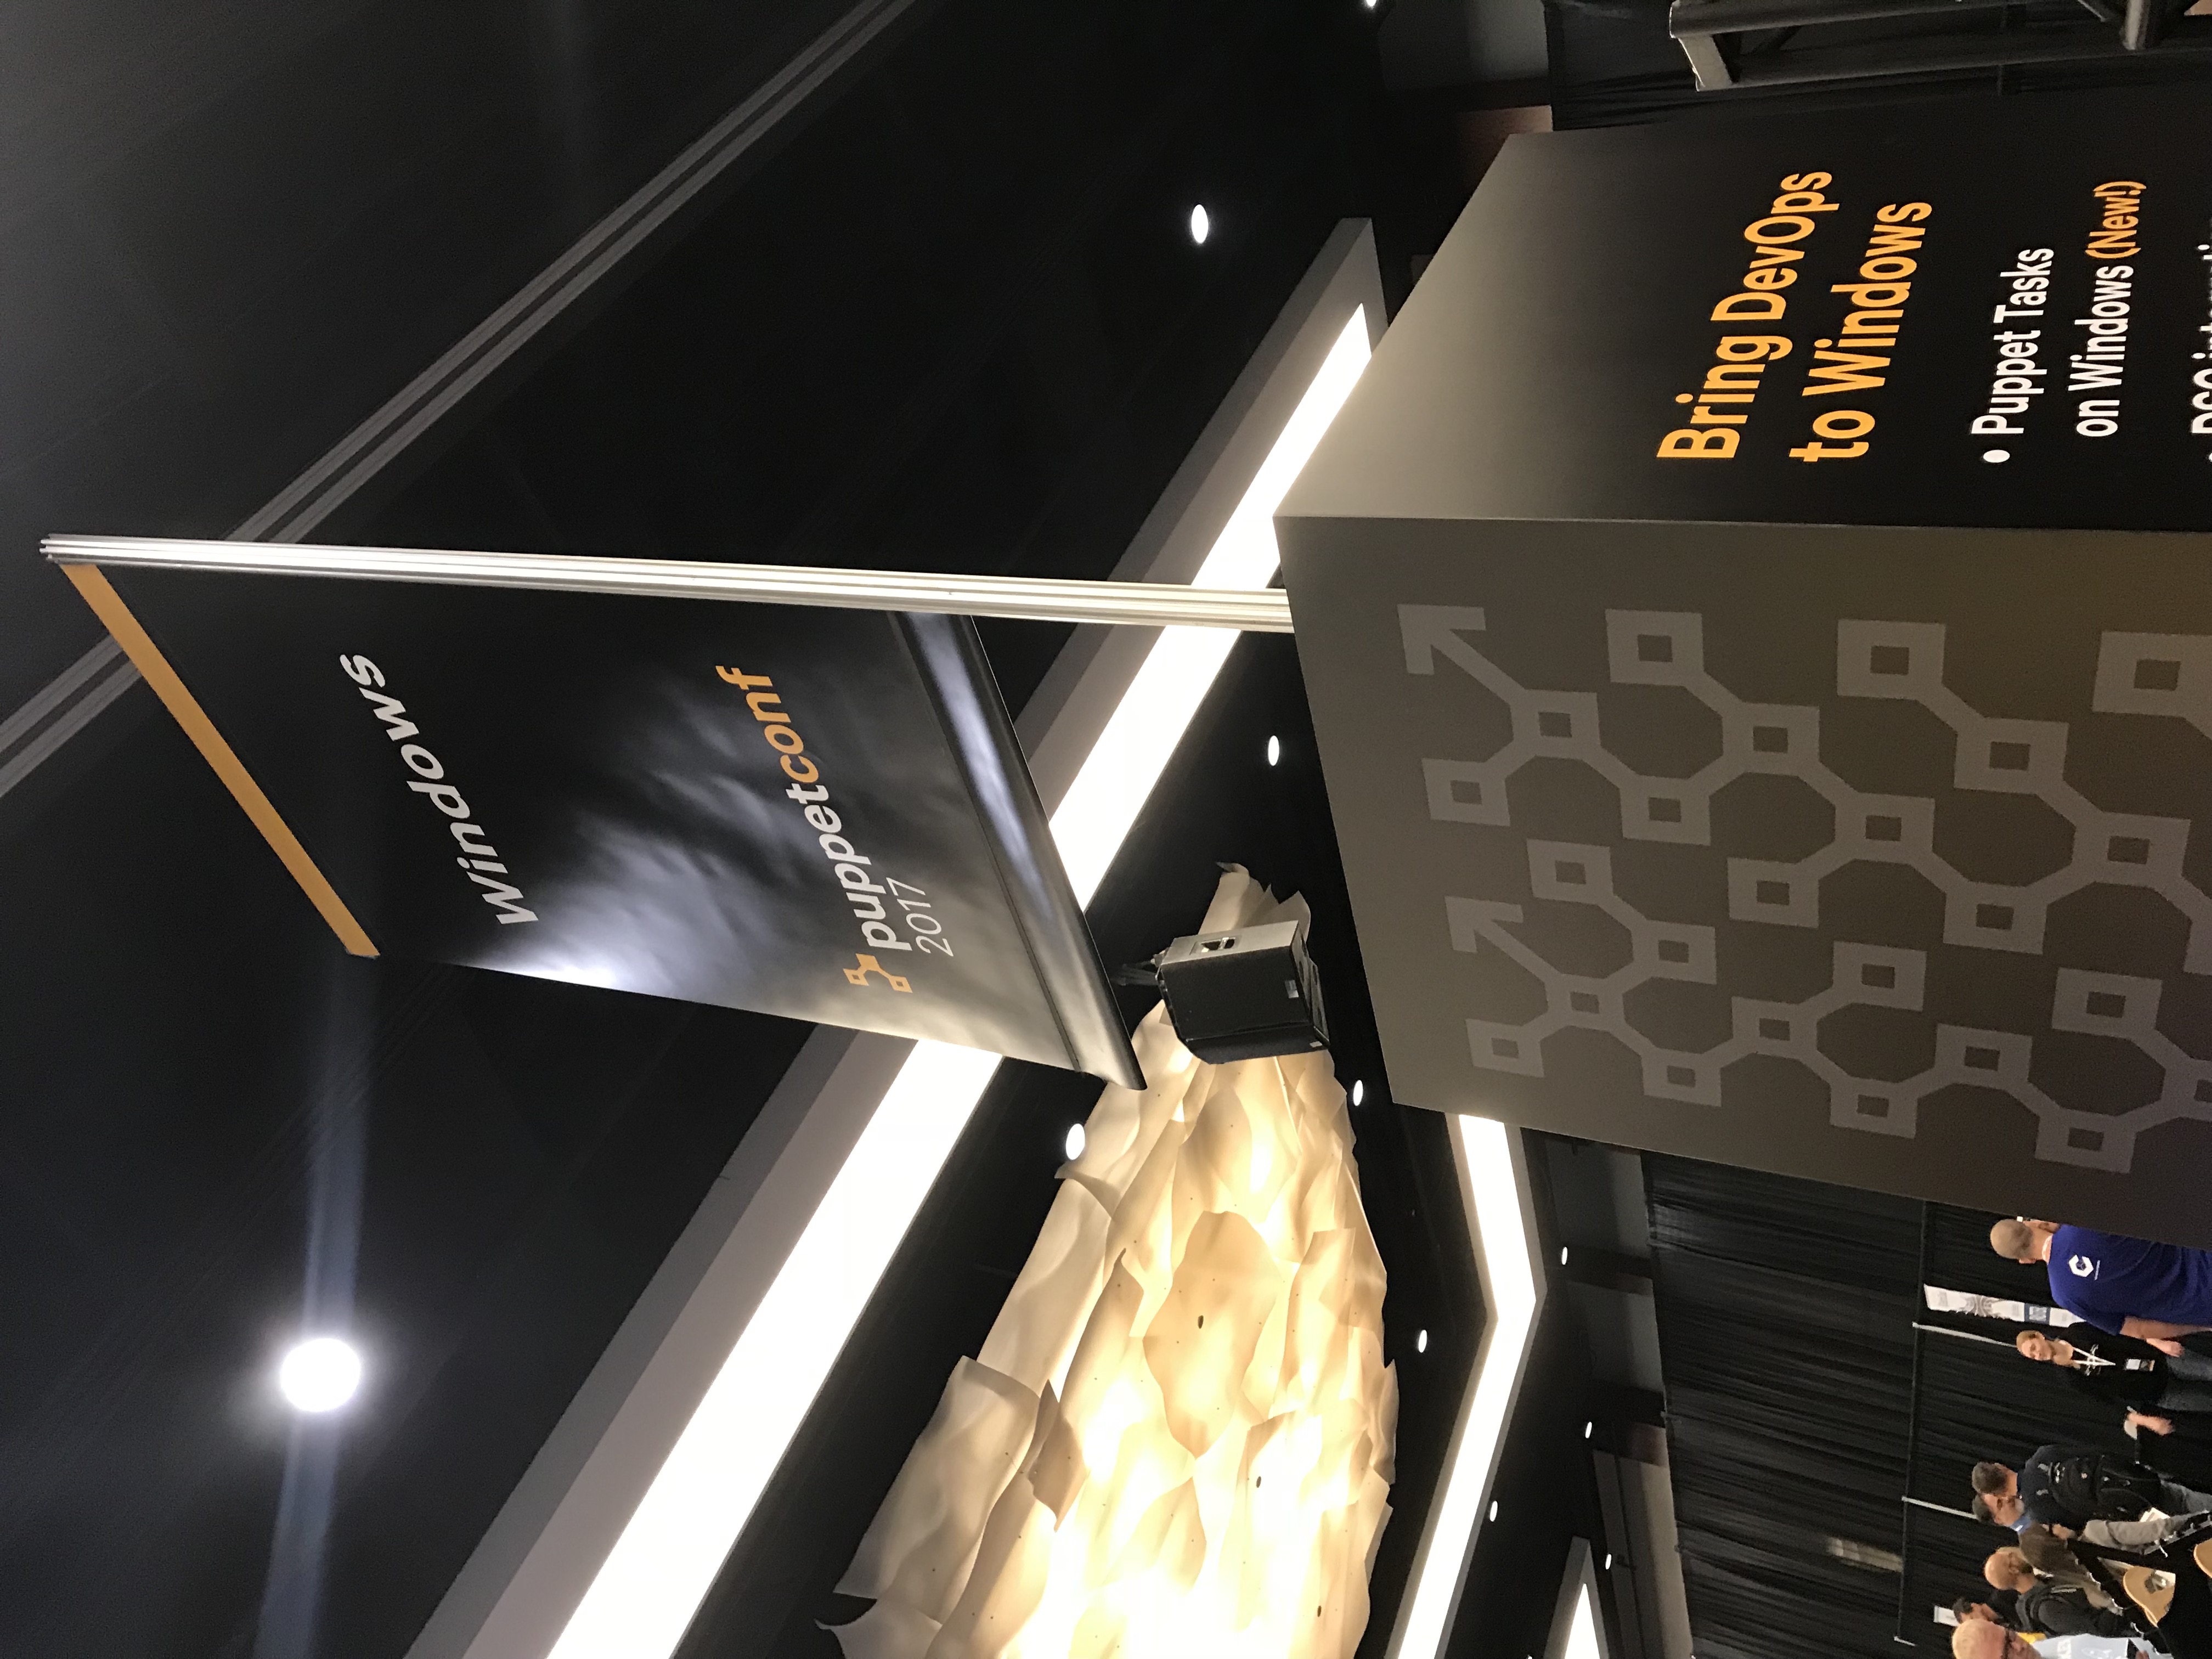 Windows
puppetconf
2017
Bring DevOps
to Windows
• Puppet Tasks
on Windows (New!)